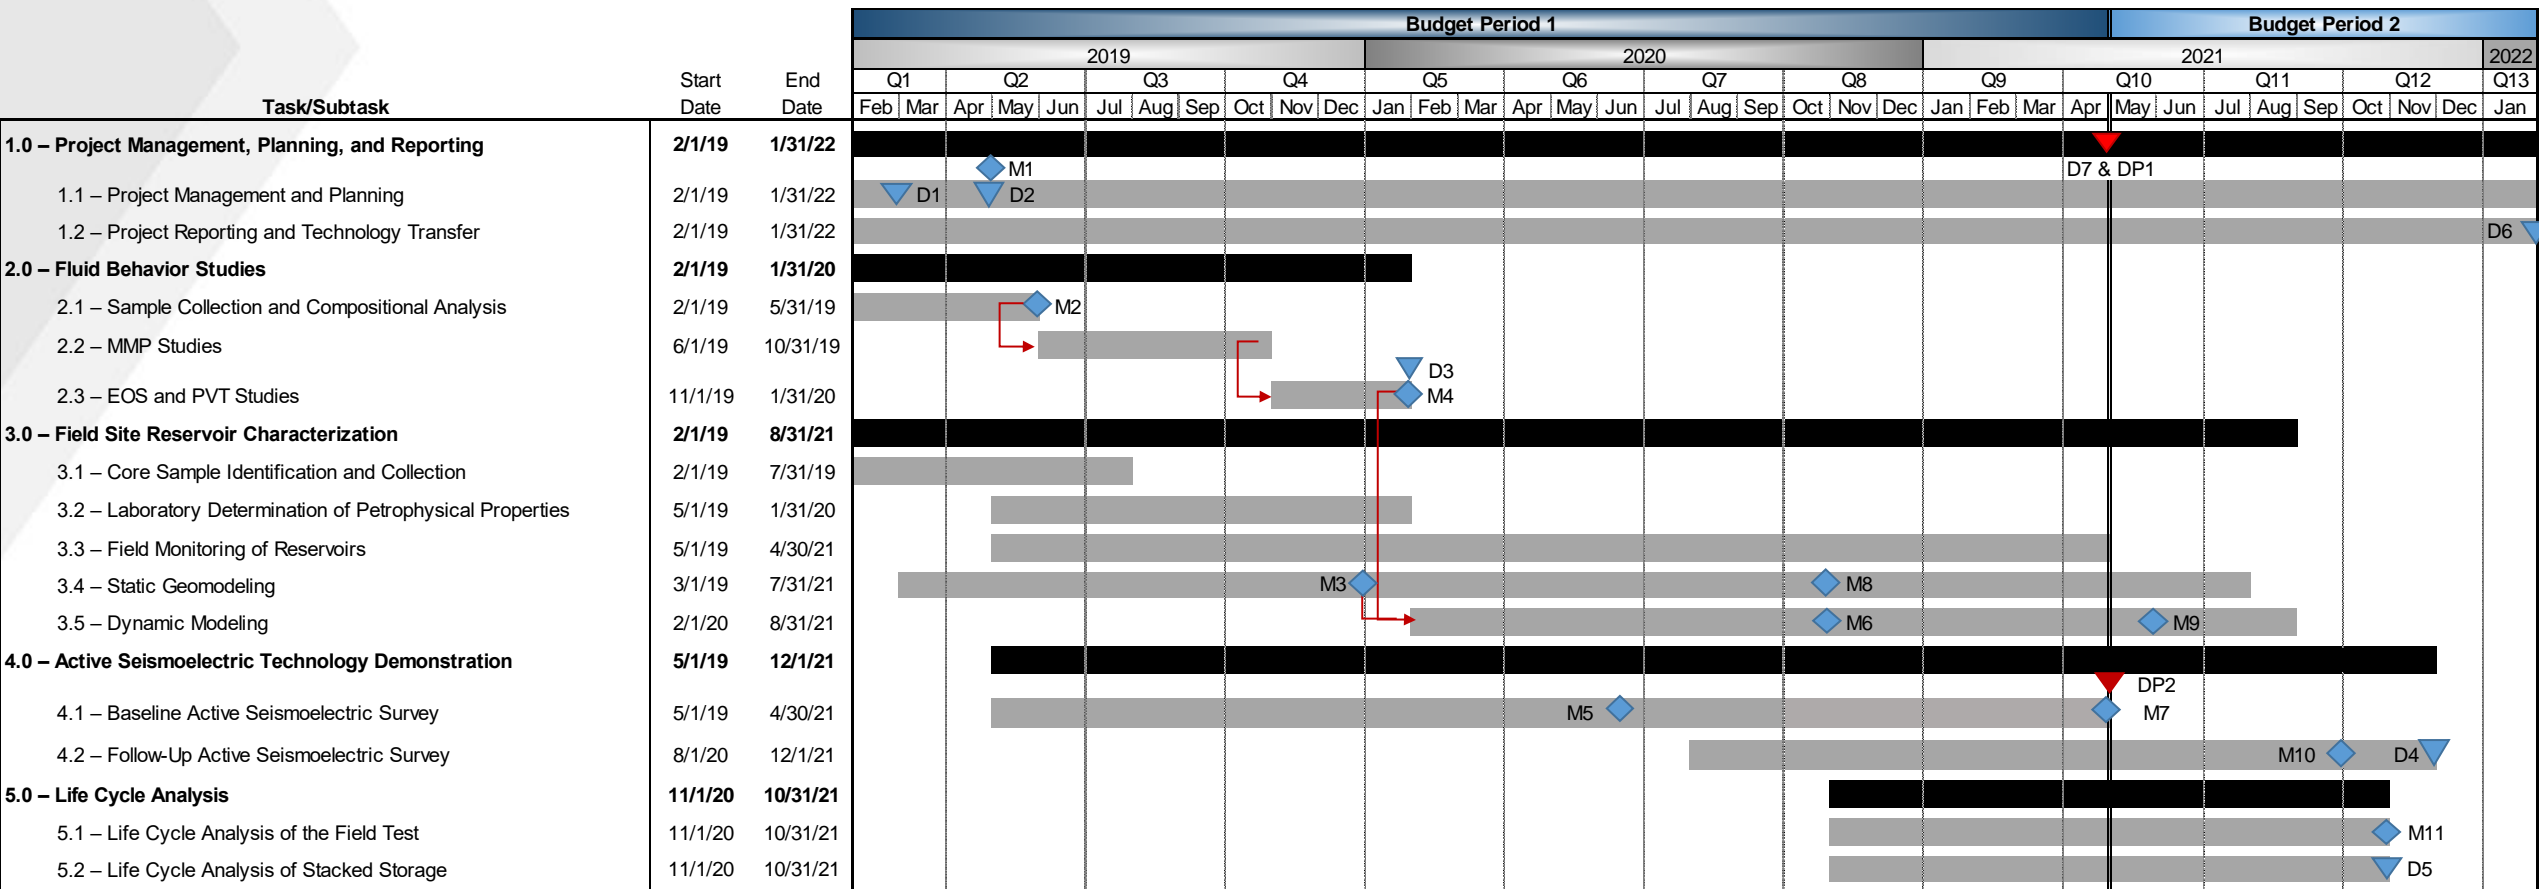 Budget Period 1 Budget Period 2
2019 2020 2021 2022
Start End Q1 Q2 Q3 Q4 Q5 Q6 Q7 Q8 Q9 Q10 Q11 Q12 Q13
Task/Subtask Date Date Feb Mar Apr May Jun Jul Aug Sep Oct Nov Dec Jan Feb Mar Apr May Jun Jul Aug Sep Oct Nov Dec Jan Feb Mar Apr May Jun Jul Aug Sep Oct Nov Dec Jan
1.0 – Project Management, Planning, and Reporting 2/1/19 1/31/22
M1 D7 & DP1
1.1 – Project Management and Planning 2/1/19 1/31/22 D1 D2
1.2 – Project Reporting and Technology Transfer 2/1/19 1/31/22 D6
2.0 – Fluid Behavior Studies 2/1/19 1/31/20
2.1 – Sample Collection and Compositional Analysis 2/1/19 5/31/19 M2
2.2 – MMP Studies 6/1/19 10/31/19
D3
2.3 – EOS and PVT Studies 11/1/19 1/31/20 M4
3.0 – Field Site Reservoir Characterization 2/1/19 8/31/21
3.1 – Core Sample Identification and Collection 2/1/19 7/31/19
3.2 – Laboratory Determination of Petrophysical Properties 5/1/19 1/31/20
3.3 – Field Monitoring of Reservoirs 5/1/19 4/30/21
3.4 – Static Geomodeling 3/1/19 7/31/21 M3 M8
3.5 – Dynamic Modeling 2/1/20 8/31/21 M6 M9
4.0 – Active Seismoelectric Technology Demonstration 5/1/19 12/1/21
DP2
4.1 – Baseline Active Seismoelectric Survey 5/1/19 4/30/21 M5 M7
4.2 – Follow-Up Active Seismoelectric Survey 8/1/20 12/1/21 M10 D4
5.0 – Life Cycle Analysis 11/1/20 10/31/21
5.1 – Life Cycle Analysis of the Field Test 11/1/20 10/31/21 M11
5.2 – Life Cycle Analysis of Stacked Storage 11/1/20 10/31/21 D5